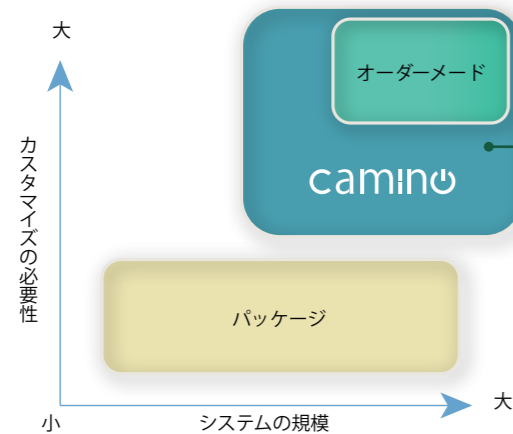 大
オーダーメード
camino
カスタマイズの必要性
パッケージ
大
小
システムの規模